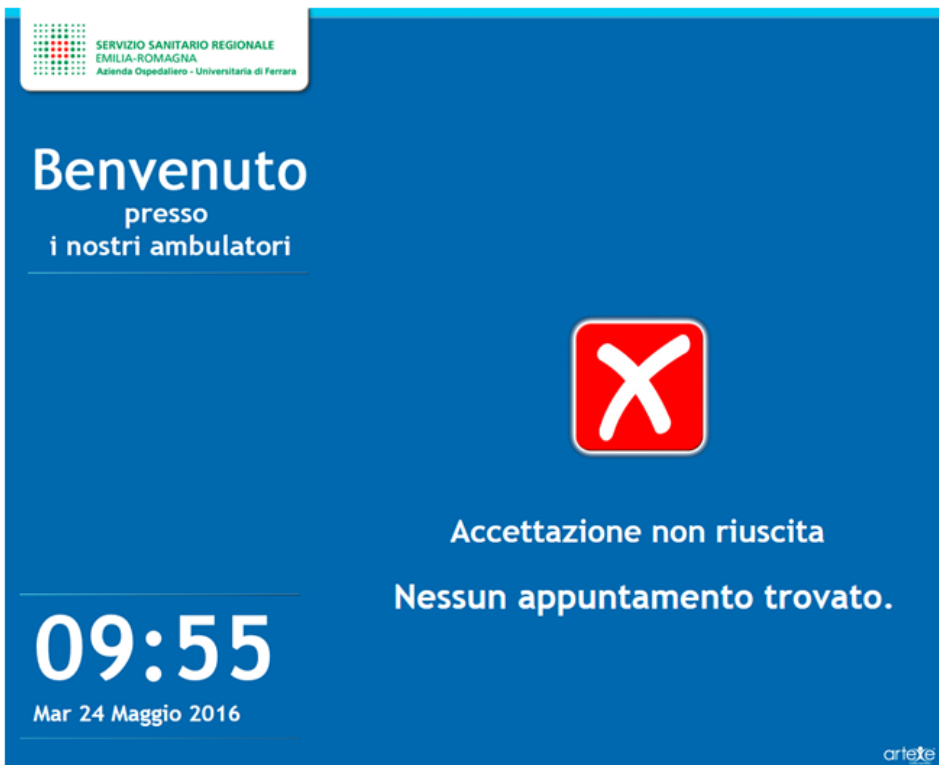 SERVIZIO SANITARIO REGIONALE
EMILIA-ROMAGNA
Azienda Ospedaliero - Universitaria di Ferrara
Benvenuto
presso
i nostri ambulatori
Accettazione non riuscita
Nessun appuntamento trovato.
09:55
Mar 24 Maggio 2016
artexe